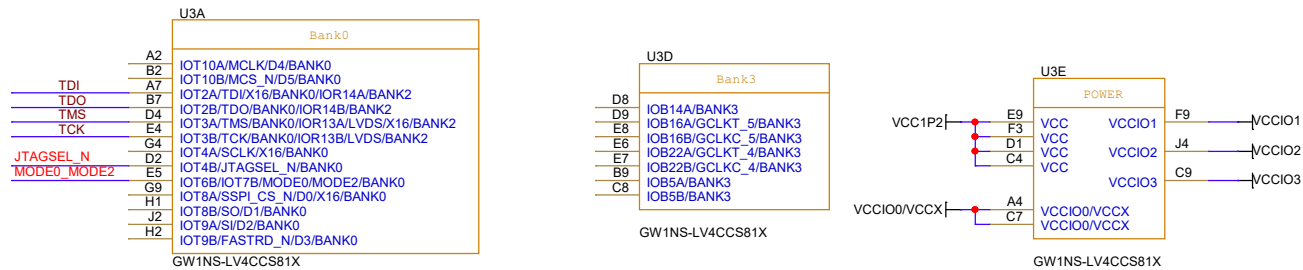 U3A
Bank0
A2 IOT10A/MCLK/D4/BANK0
B2 IOT10B/MCS_N/D5/BANK0
TDI A7 IOT2A/TDI/X16/BANK0/IOR14A/BANK2
TDO B7 IOT2B/TDO/BANK0/IOR14B/BANK2
TMS D4 IOT3A/TMS/BANK0/IOR13A/LVDS/X16/BANK2
TCK E4 IOT3B/TCK/BANK0/IOR13B/LVDS/BANK2
G4 IOT4A/SCLK/X16/BANK0
JTAGSEL_N D2 IOT4B/JTAGSEL_N/BANK0
MODE0_MODE2 E5 IOT6B/IOT7B/MODE0/MODE2/BANK0
G9 IOT8A/SSPI_CS_N/D0/X16/BANK0
H1 IOT8B/SO/D1/BANK0
J2 IOT9A/SI/D2/BANK0
H2 IOT9B/FASTRD_N/D3/BANK0
GW1NS-LV4CCS81X
U3D
Bank3
D8 IOB14A/BANK3
D9 IOB16A/GCLKT_5/BANK3
E8 IOB16B/GCLKC_5/BANK3
E6 IOB22A/GCLKT_4/BANK3
E7 IOB22B/GCLKC_4/BANK3
B9 IOB5A/BANK3
C8 IOB5B/BANK3
GW1NS-LV4CCS81X
U3E
POWER
VCC1P2 E9 VCC VCCIO1 F9 VCCIO1
F3 VCC
D1 VCC VCCIO2 J4 VCCIO2
C4 VCC
VCCIO3 C9 VCCIO3
VCCIO0/VCCX A4 VCCIO0/VCCX
C7 VCCIO0/VCCX
GW1NS-LV4CCS81X